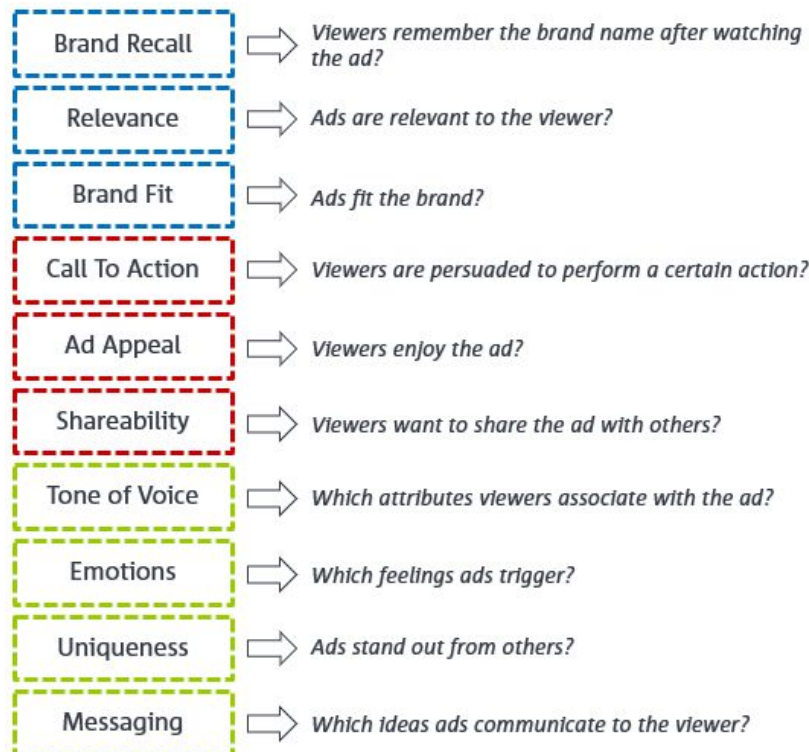 Brand Recall
Viewers remember the brand name after watching
the ad?
Relevance
Ads are relevant to the viewer?
Brand Fit
Ads fit the brand?
Call To Action
Viewers are persuaded to perform a certain action?
Ad Appeal
Viewers enjoy the ad?
Shareability
Viewers want to share the ad with others?
Tone of Voice
Which attributes viewers associate with the ad?
Emotions
Which feelings ads trigger?
Uniqueness
Ads stand out from others?
Messaging
Which ideas ads communicate to the viewer?